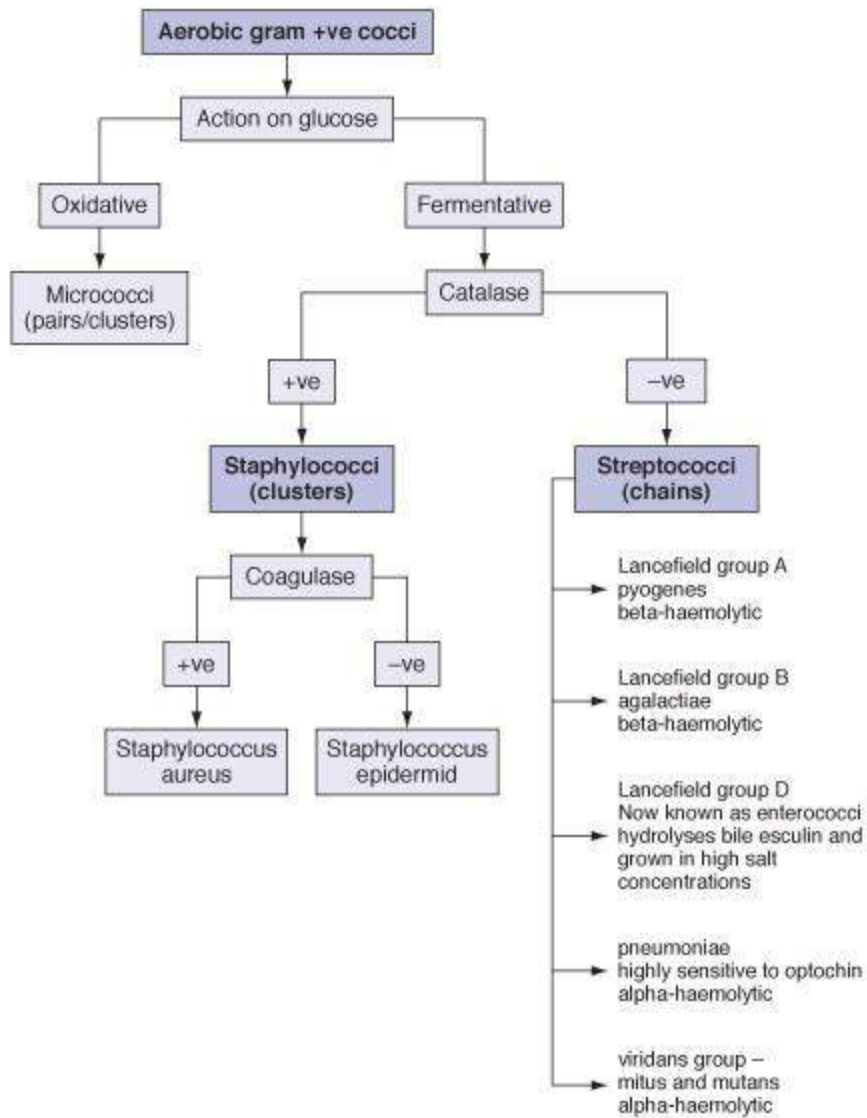 Aerobic gram +ve cocci
Action on glucose
Oxidative
Fermentative
Micrococci
(pairs/clusters)
Catalase
+ve
–ve
Staphylococci
(clusters)
Streptococci
(chains)
Coagulase
+ve
–ve
Staphylococcus
aureus
Staphylococcus
epidermid
Lancefield group A
pyogenes
beta-haemolytic
Lancefield group B
agalactiae
beta-haemolytic
Lancefield group D
Now known as enterococci
hydrolyses bile esculin and
grown in high salt
concentrations
pneumoniae
highly sensitive to optochin
alpha-haemolytic
viridans group –
mitus and mutans
alpha-haemolytic